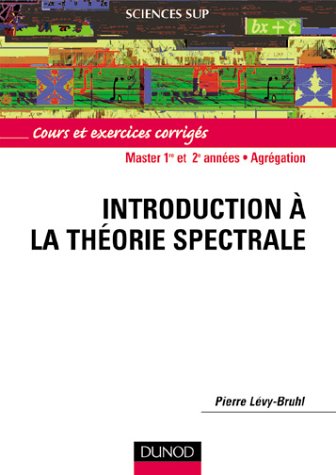 SCIENCES SUP
bx + c
Cours et exercices corrigés
Master 1re et 2e années • Agrégation
INTRODUCTION À
LA THÉORIE SPECTRALE
Pierre Lévy-Bruhl
DUNOD